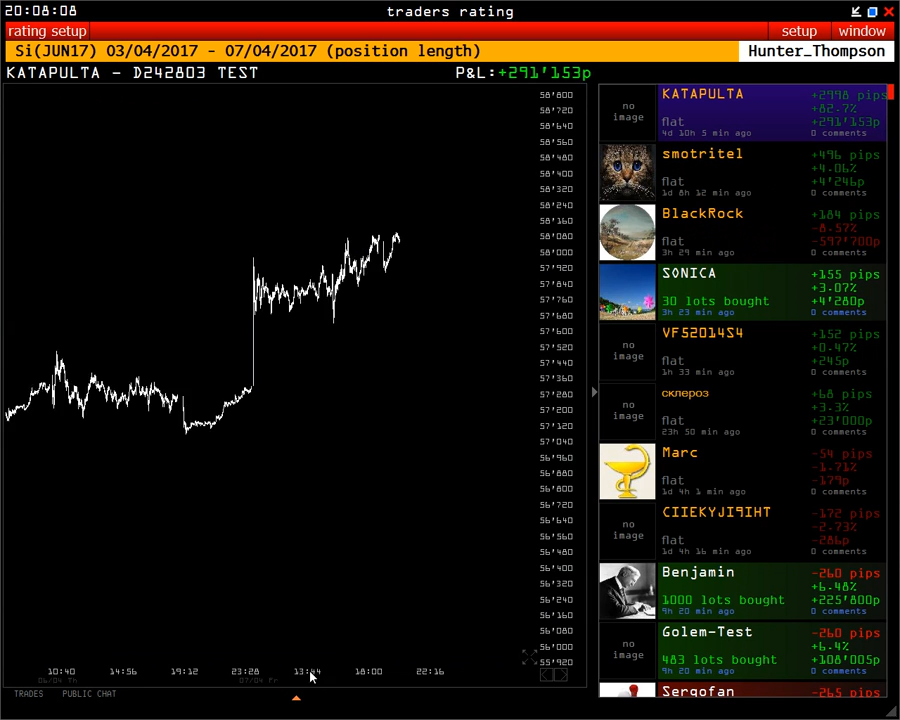 20:08:08
traders rating
rating setup
setup
window
Si(JUN17) 03/04/2017 - 07/04/2017 (position length)
Hunter_Thompson
KATAPULTA - D242803 TEST
P&L:+291'153p
58'800
58'720
58'640
58'560
58'480
58'400
58'320
58'240
58'160
58'080
58'000
57'920
57'840
57'760
57'680
57'600
57'520
57'440
57'360
57'280
57'200
57'120
57'040
56'960
56'880
56'800
56'720
56'640
56'560
56'480
56'400
56'320
56'240
56'160
56'080
56'000
55'920
10:40
14:56
19:12
23:28
13:44
18:00
22:16
06/04 Th
07/04 Fr
TRADES
PUBLIC CHAT
no image
KATAPULTA
+2998 pips
+82.7%
flat
+291'153p
4d 10h 5 min ago
0 comments
smotritel
+496 pips
+4.06%
flat
+4'246p
1d 8h 12 min ago
0 comments
BlackRock
+184 pips
-8.57%
flat
-597'700p
3h 29 min ago
0 comments
SONICA
+155 pips
+3.07%
30 lots bought
+4'280p
3h 23 min ago
0 comments
no image
VF52014S4
+152 pips
+0.47%
flat
+245p
1h 33 min ago
0 comments
no image
склероз
+68 pips
+3.3%
flat
+23'000p
23h 50 min ago
0 comments
Marc
-54 pips
-1.71%
flat
-179p
1d 4h 1 min ago
0 comments
no image
CIIEKYJI9IHT
-172 pips
-2.73%
flat
-286p
1d 4h 16 min ago
0 comments
Benjamin
-260 pips
+6.48%
1000 lots bought
+225'800p
9h 20 min ago
0 comments
no image
Golem-Test
-260 pips
+6.4%
483 lots bought
+108'005p
9h 20 min ago
0 comments
Sergofan
-265 pips